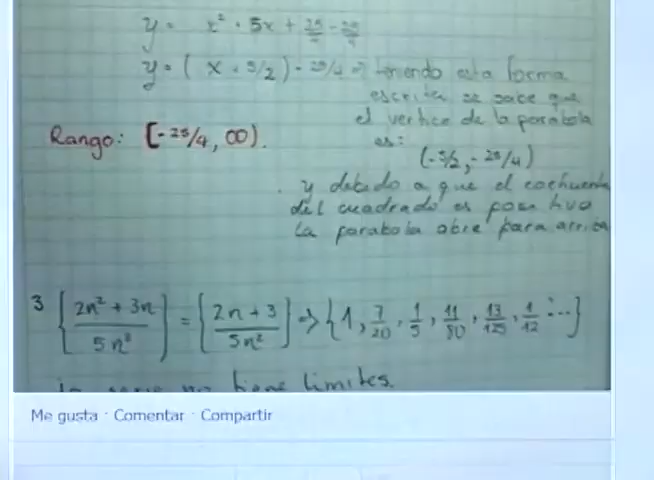 y = x² + 5x + 25/4 - 25/4
y = ( x + 5/2 ) - 25/4 ⇒ teniendo esta forma
escrita se sabe que
el vertice de la parabola
es:
(-5/2, - 25/4)
Rango: [-25/4, ∞).
y debido a que el
del cuadrado es positivo
la parabola abre para arriba
3 {2n² + 3n / 5n³} = {2n + 3 / 5n²} => {1, 7/20, 1/5, 11/80, 13/125, 1/12 ...}
la serie no tiene limites.
Me gusta · Comentar · Compartir